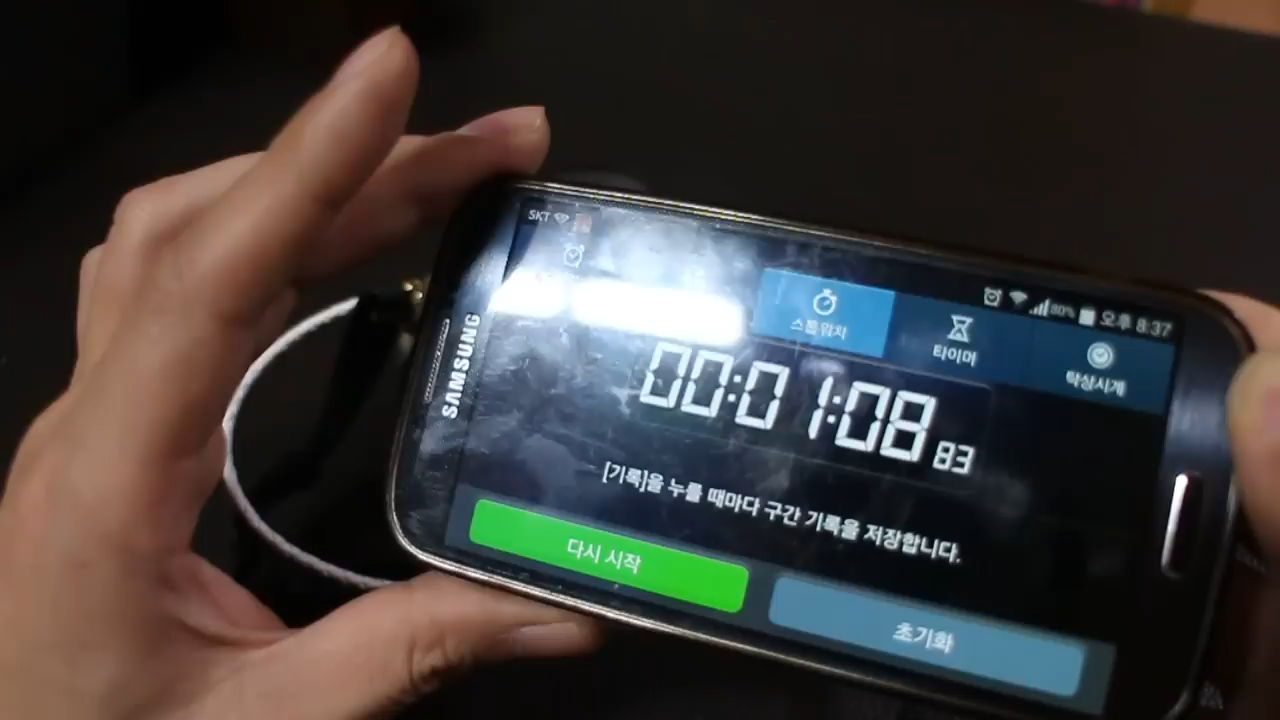 SKT
80% 오후 8:37
스톱워치
타이머
탁상시계
SAMSUNG
00:01:08 83
[기록]을 누를 때마다 구간 기록을 저장합니다.
다시 시작
초기화